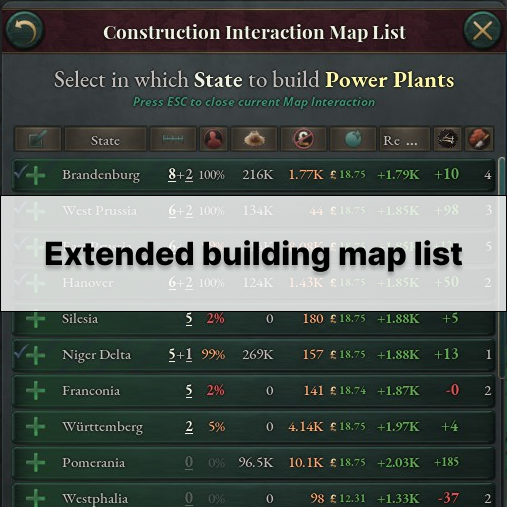 Construction Interaction Map List
Select in which State to build Power Plants
Press ESC to close current Map Interaction
State Re ...
Brandenburg 8+2 100% 216K 1.77K £ 18.75 +1.79K +10 4
West Prussia 6+2 100% 134K 44 £ 18.75 +1.85K +98 3
Extended building map list
Hanover 6+2 100% 124K 1.43K £ 18.75 +1.85K +50 2
Silesia 5 2% 0 180 £ 18.75 +1.88K +5
Niger Delta 5+1 99% 269K 157 £ 18.75 +1.88K +13 1
Franconia 5 2% 0 141 £ 18.74 +1.87K -0 2
Württemberg 2 5% 0 4.14K £ 18.75 +1.97K +4
Pomerania 0 0% 96.5K 10.1K £ 18.75 +2.03K +185
Westphalia 0 0% 0 98 £ 12.31 +1.33K -37 2